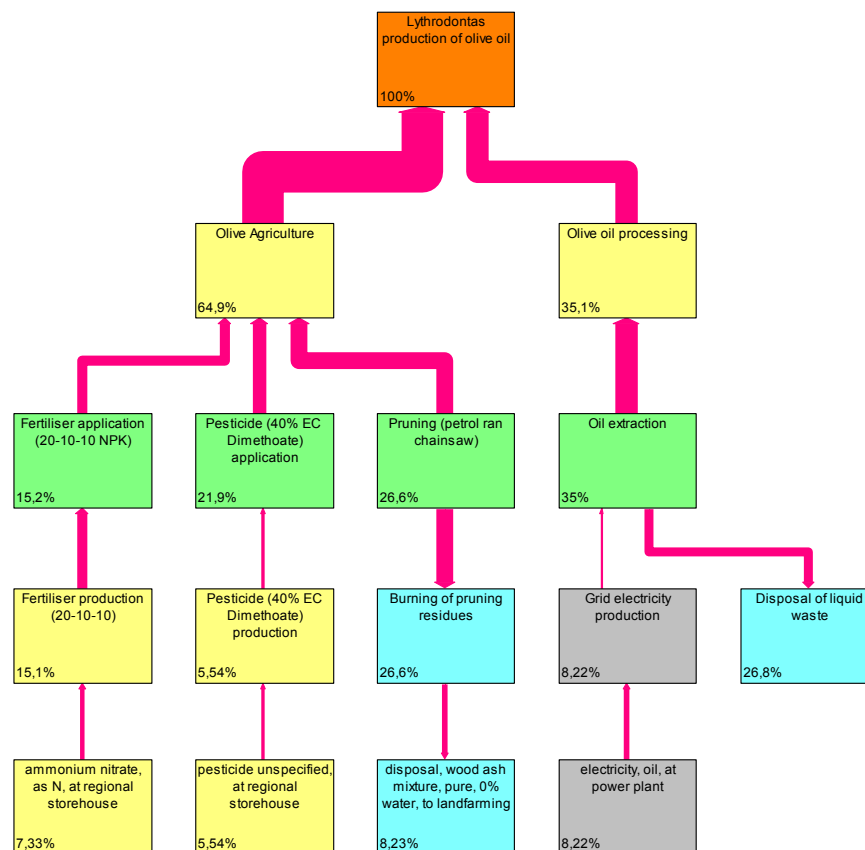 Lythrodontas
production of olive oil
100%
Olive Agriculture
64,9%
Olive oil processing
35,1%
Fertiliser application
(20-10-10 NPK)
15,2%
Pesticide (40% EC
Dimethoate)
application
21,9%
Pruning (petrol ran
chainsaw)
26,6%
Oil extraction
35%
Fertiliser production
(20-10-10)
15,1%
Pesticide (40% EC
Dimethoate)
production
5,54%
Burning of pruning
residues
26,6%
Grid electricity
production
8,22%
Disposal of liquid
waste
26,8%
ammonium nitrate,
as N, at regional
storehouse
7,33%
pesticide unspecified,
at regional
storehouse
5,54%
disposal, wood ash
mixture, pure, 0%
water, to landfarming
8,23%
electricity, oil, at
power plant
8,22%